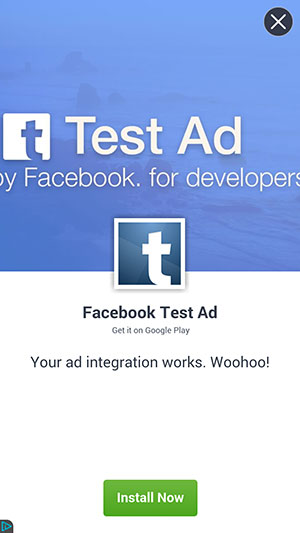 t Test Ad
by Facebook. for developers
t
Facebook Test Ad
Get it on Google Play
Your ad integration works. Woohoo!
Install Now